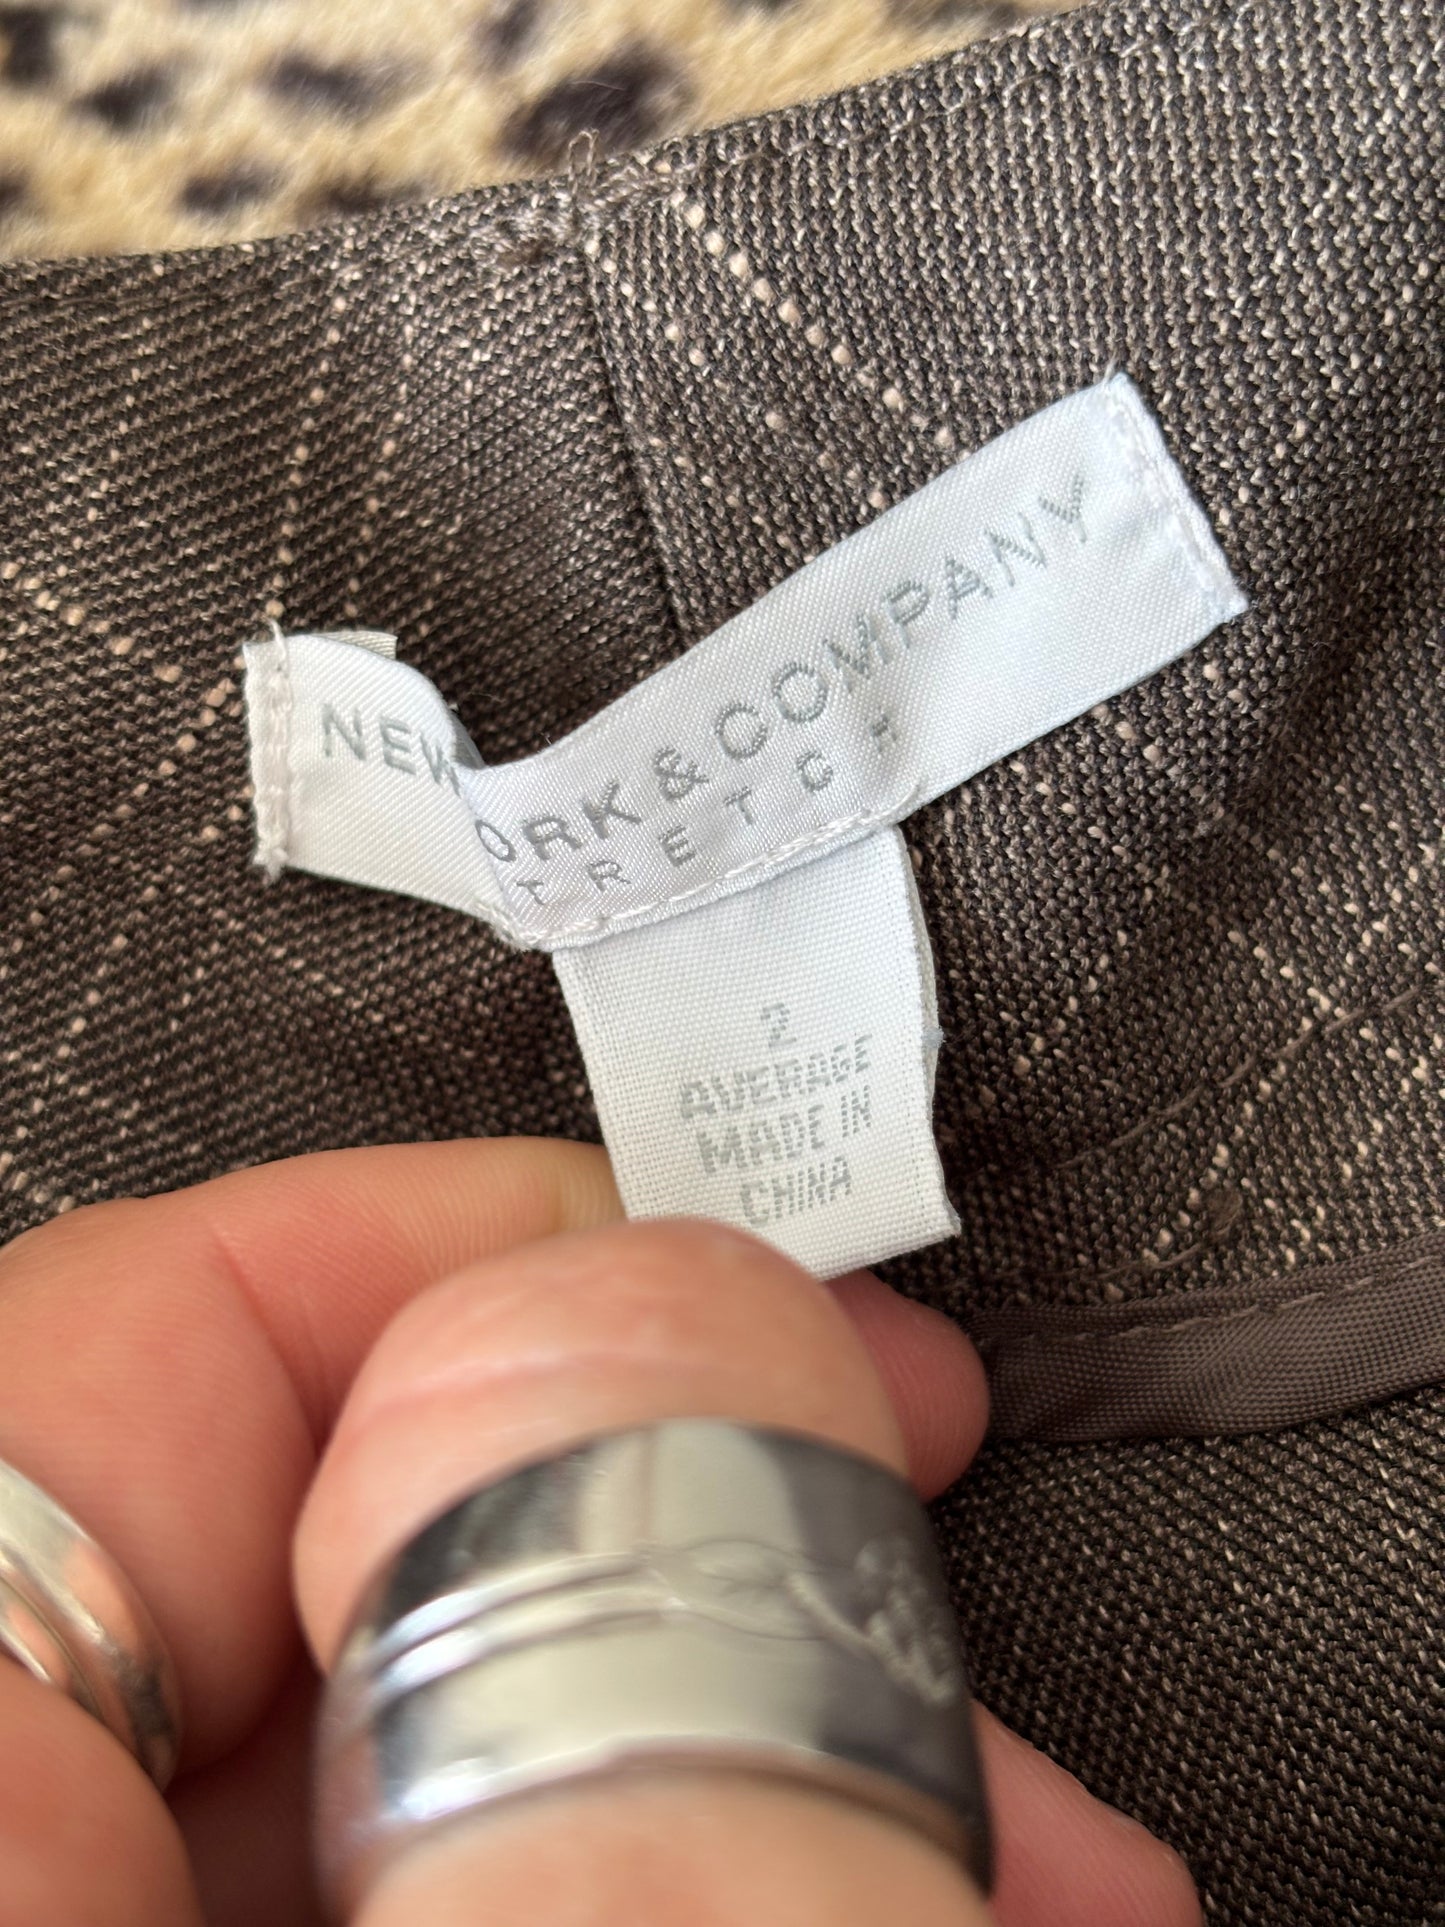 NEW YORK & COMPANY
STRETCH
2
AVERAGE
MADE IN
CHINA